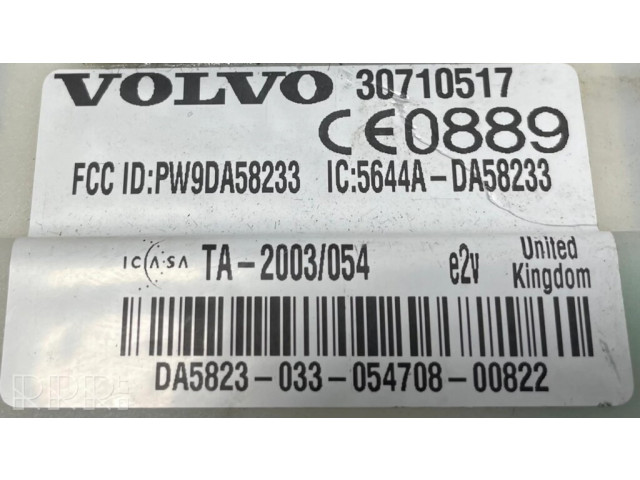 VOLVO 30710517
CE0889
FCC ID:PW9DA58233 IC:5644A-DA58233
ICASA TA-2003/054 e2v United Kingdom
DA5823-033-054708-00822
RRR